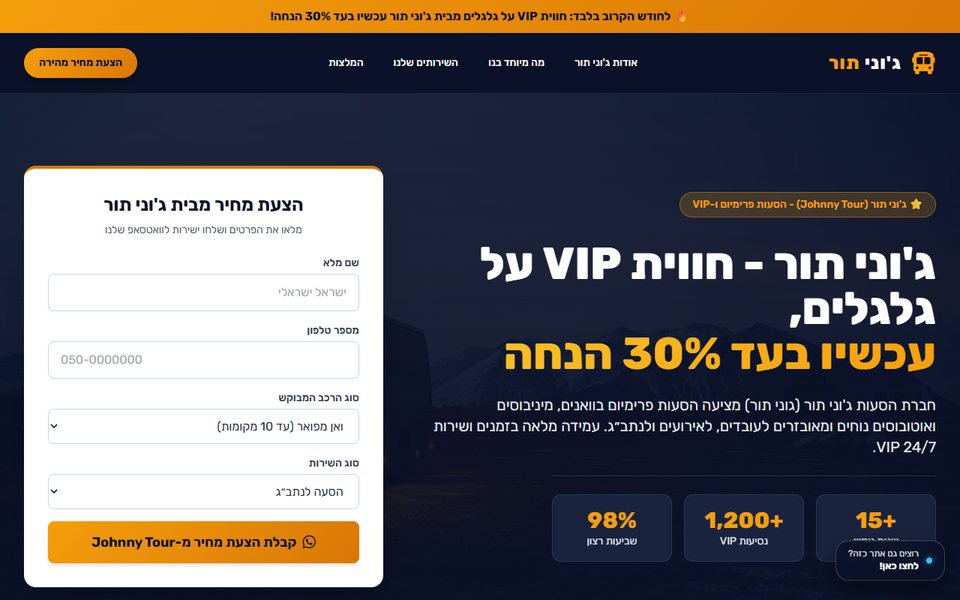 🔥 לחודש הקרוב בלבד: חווית VIP על גלגלים מבית ג'וני תור עכשיו בעד 30% הנחה!
ג'וני תור
אודות ג'וני תור
מה מיוחד בנו
השירותים שלנו
המלצות
הצעת מחיר מהירה
⭐ ג'וני תור (Johnny Tour) - הסעות פרימיום ו-VIP
ג'וני תור - חווית VIP על
גלגלים,
עכשיו בעד 30% הנחה
חברת הסעות ג'וני תור (גוני תור) מציעה הסעות פרימיום בוואנים, מיניבוסים
ואוטובוסים נוחים ומאובזרים לעובדים, לאירועים ולנתב״ג. עמידה מלאה בזמנים ושירות
VIP 24/7.
15+
1,200+
נסיעות VIP
98%
שביעות רצון
רוצים גם אתר כזה?
לחצו כאן!
הצעת מחיר מבית ג'וני תור
מלאו את הפרטים ושלחו ישירות לוואטסאפ שלנו
שם מלא
ישראל ישראלי
מספר טלפון
050-0000000
סוג הרכב המבוקש
ואן מפואר (עד 10 מקומות)
סוג השירות
הסעה לנתב״ג
קבלת הצעת מחיר מ-Johnny Tour